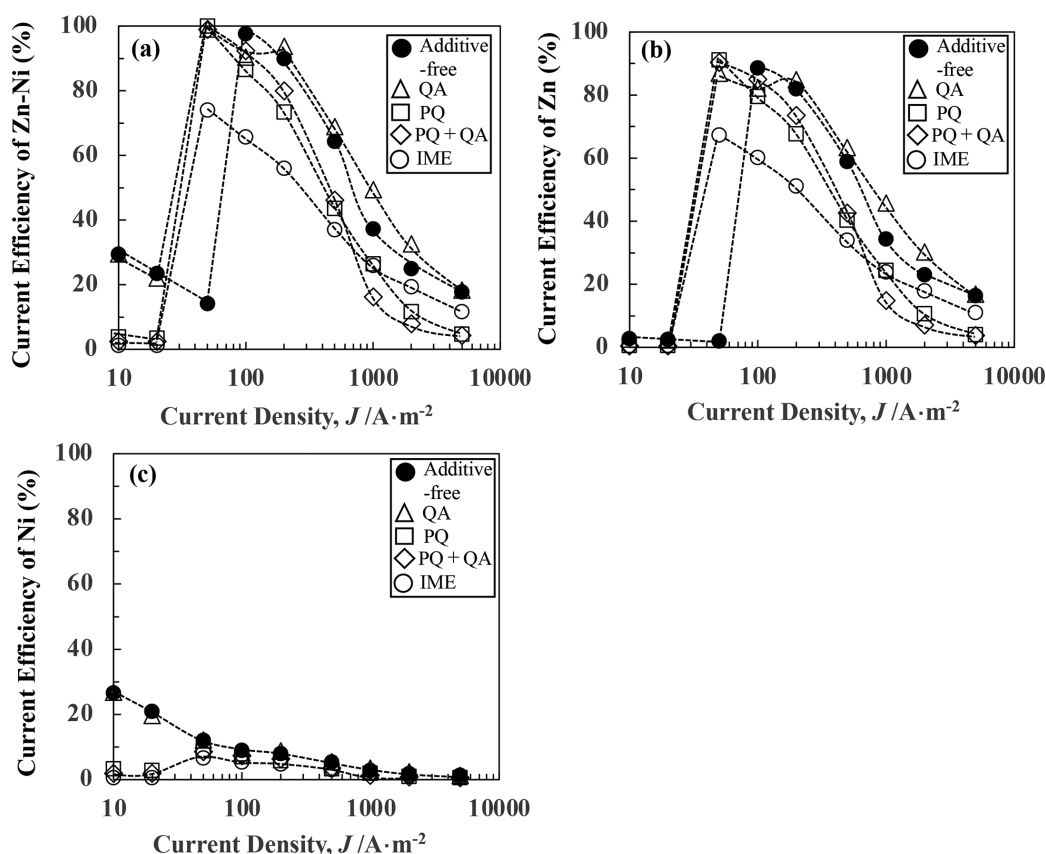 Current Efficiency of Zn-Ni (%)
100
80
60
40
20
0
(a)
Additive
-free
QA
PQ
PQ + QA
IME
10
100
1000
10000
Current Density, J /A·m-2
Current Efficiency of Zn (%)
100
80
60
40
20
0
(b)
Additive
-free
QA
PQ
PQ + QA
IME
10
100
1000
10000
Current Density, J /A·m-2
Current Efficiency of Ni (%)
100
80
60
40
20
0
(c)
Additive
-free
QA
PQ
PQ + QA
IME
10
100
1000
10000
Current Density, J /A·m-2